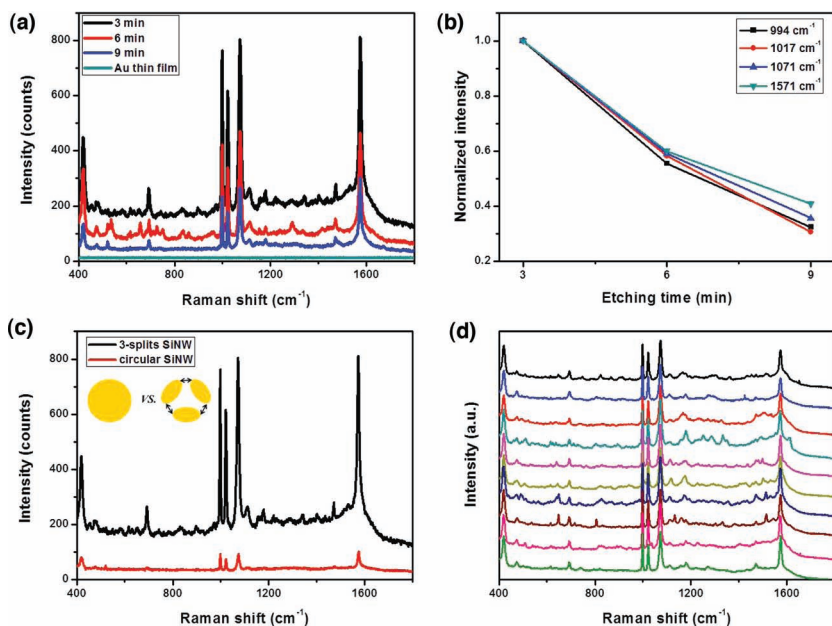 (a)
3 min
6 min
9 min
Au thin film
Intensity (counts)
800
600
400
200
0
400
800
1200
1600
Raman shift (cm⁻¹)
(b)
994 cm⁻¹
1017 cm⁻¹
1071 cm⁻¹
1571 cm⁻¹
Normalized intensity
1.0
0.8
0.6
0.4
0.2
3
6
9
Etching time (min)
(c)
3-splits SiNW
circular SiNW
VS.
Intensity (counts)
800
600
400
200
0
400
800
1200
1600
Raman shift (cm⁻¹)
(d)
Intensity (a.u.)
400
800
1200
1600
Raman shift (cm⁻¹)